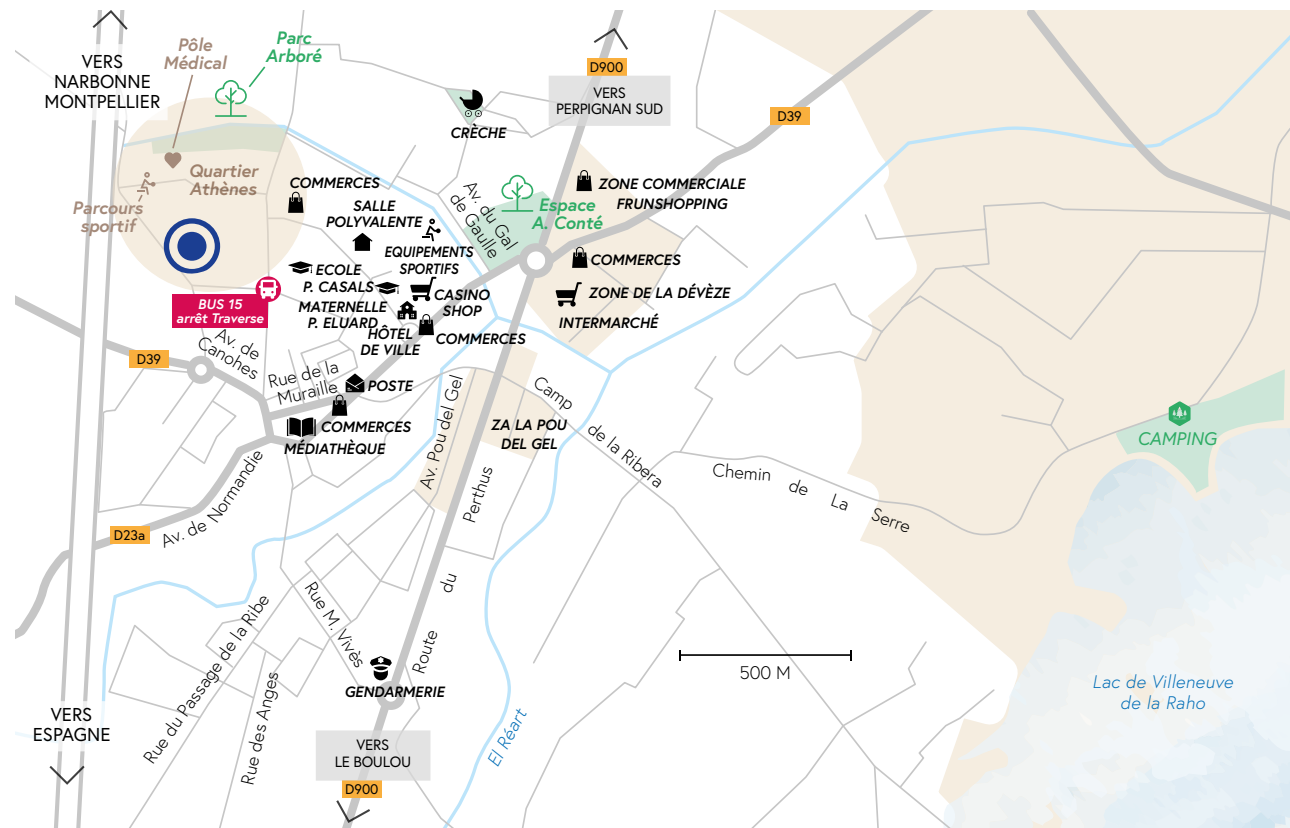 VERS
NARBONNE
MONTPELLIER
Pôle
Médical
Parc
Arboré
D900
VERS
PERPIGNAN SUD
D39
CRÈCHE
Quartier
Athènes
Parcours
sportif
COMMERCES
SALLE
POLYVALENTE
EQUIPEMENTS
SPORTIFS
Av. du Gal
de Gaulle
Espace
A. Conté
ZONE COMMERCIALE
FRUNSHOPPING
COMMERCES
ZONE DE LA DÉVÈZE
INTERMARCHÉ
ECOLE
P. CASALS
MATERNELLE
P. ELUARD
CASINO
SHOP
HÔTEL
DE VILLE
COMMERCES
BUS 15
arrêt Traverse
D39
Av. de
Canohes
Rue de la
Muraille
POSTE
COMMERCES
MÉDIATHÈQUE
Av. Pou del Gel
ZA LA POU
DEL GEL
Camp
de la Ribera
Chemin de La Serre
CAMPING
D23a
Av. de Normandie
Route du Perthus
Rue M. Vivès
Rue du Passage de la Ribe
Rue des Anges
GENDARMERIE
El Réart
500 M
Lac de Villeneuve
de la Raho
VERS
ESPAGNE
VERS
LE BOULOU
D900